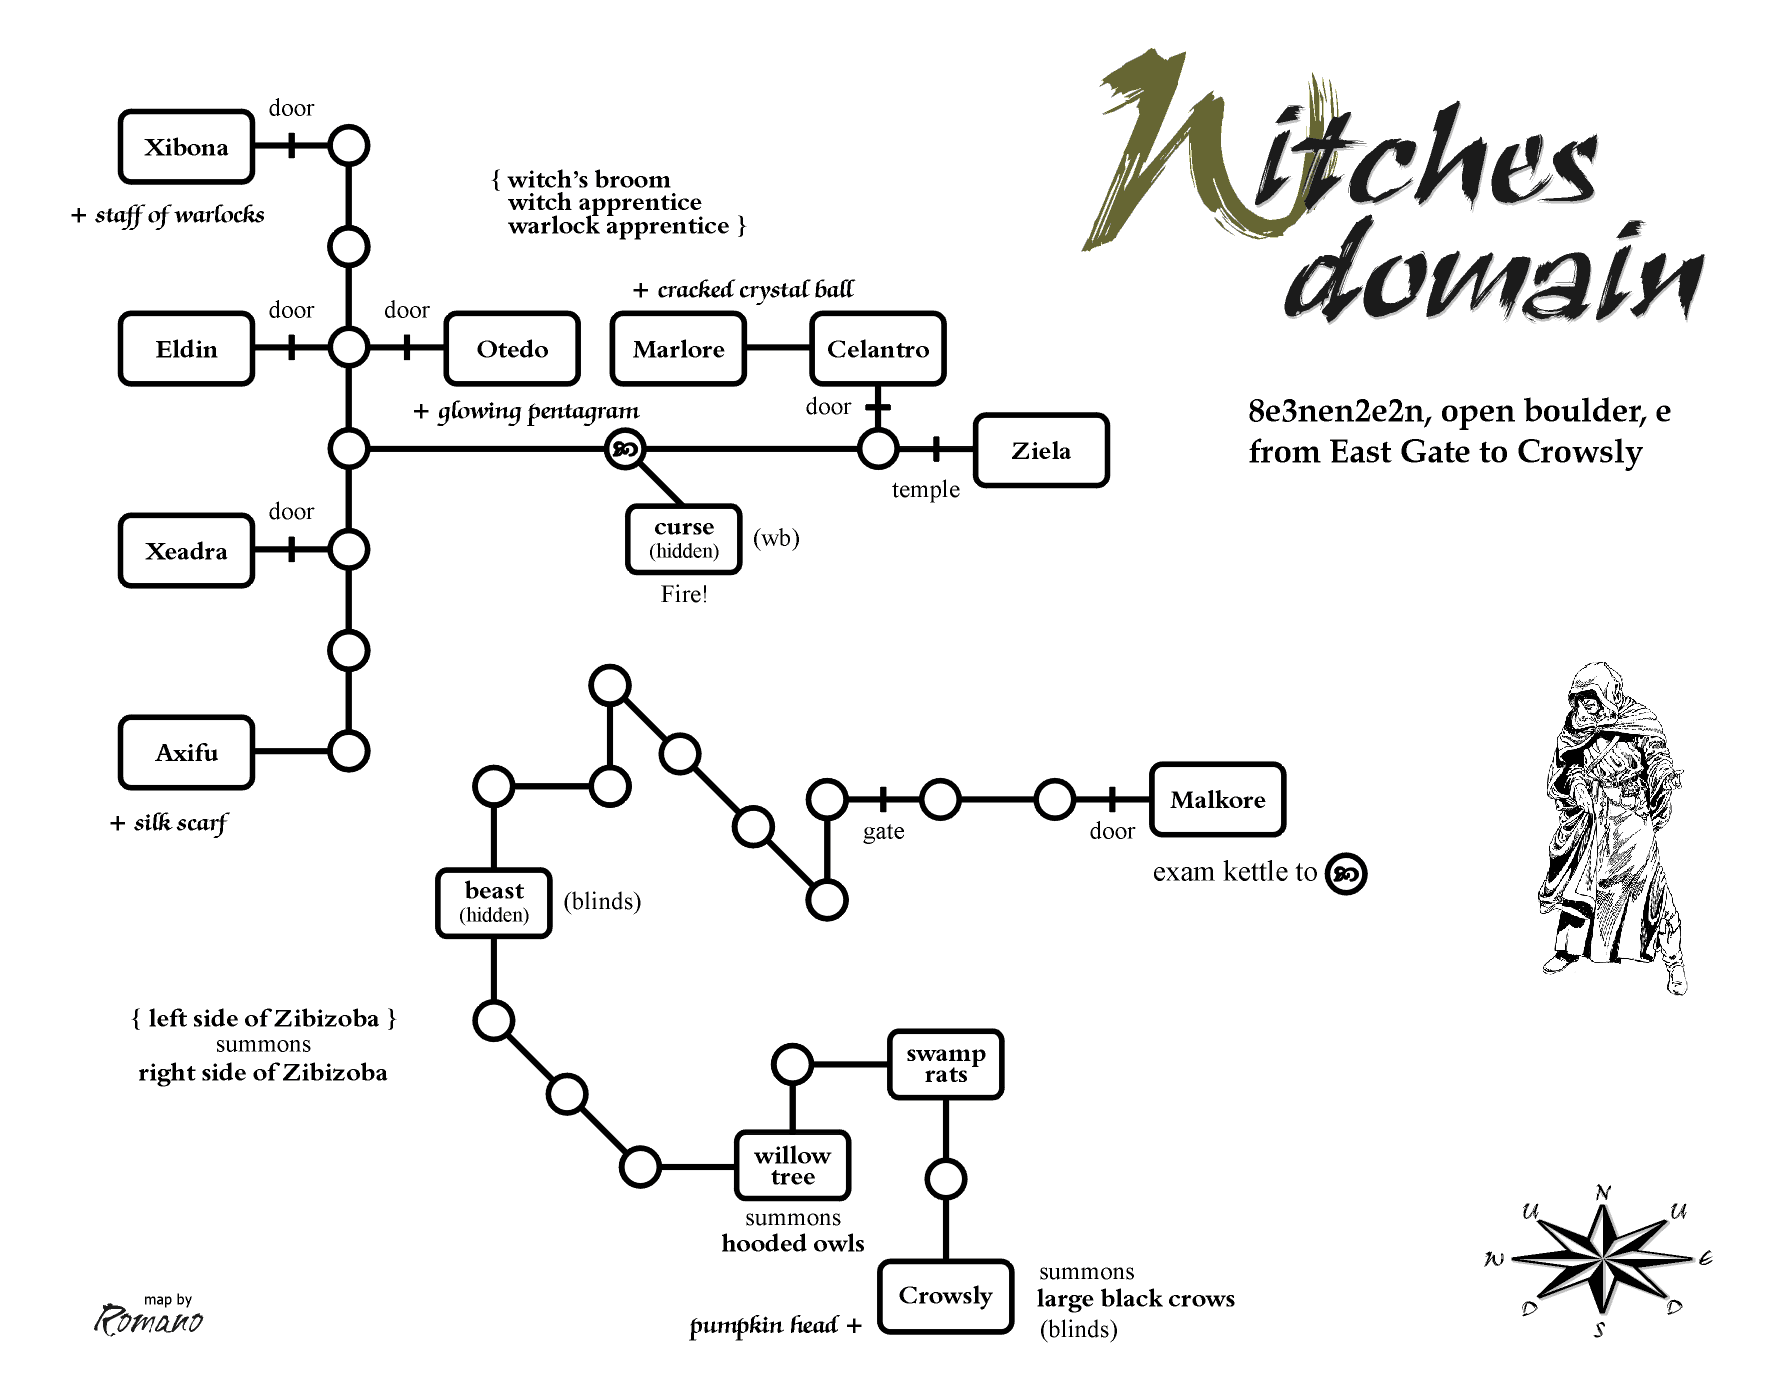 Witches
domain
door
Xibona
+ staff of warlocks
{ witch's broom
witch apprentice
warlock apprentice }
door
door
Eldin
Otedo
+ cracked crystal ball
Marlore
Celantro
+ glowing pentagram
door
Ziela
temple
8e3nen2e2n, open boulder, e
from East Gate to Crowsly
door
Xeadra
curse
(hidden)
(wb)
Fire!
Axifu
+ silk scarf
gate
door
Malkore
exam kettle to
beast
(hidden)
(blinds)
{ left side of Zibizoba }
summons
right side of Zibizoba
swamp
rats
willow
tree
summons
hooded owls
Crowsly
pumpkin head +
summons
large black crows
(blinds)
map by
Romano
N
U
U
W
E
D
D
S